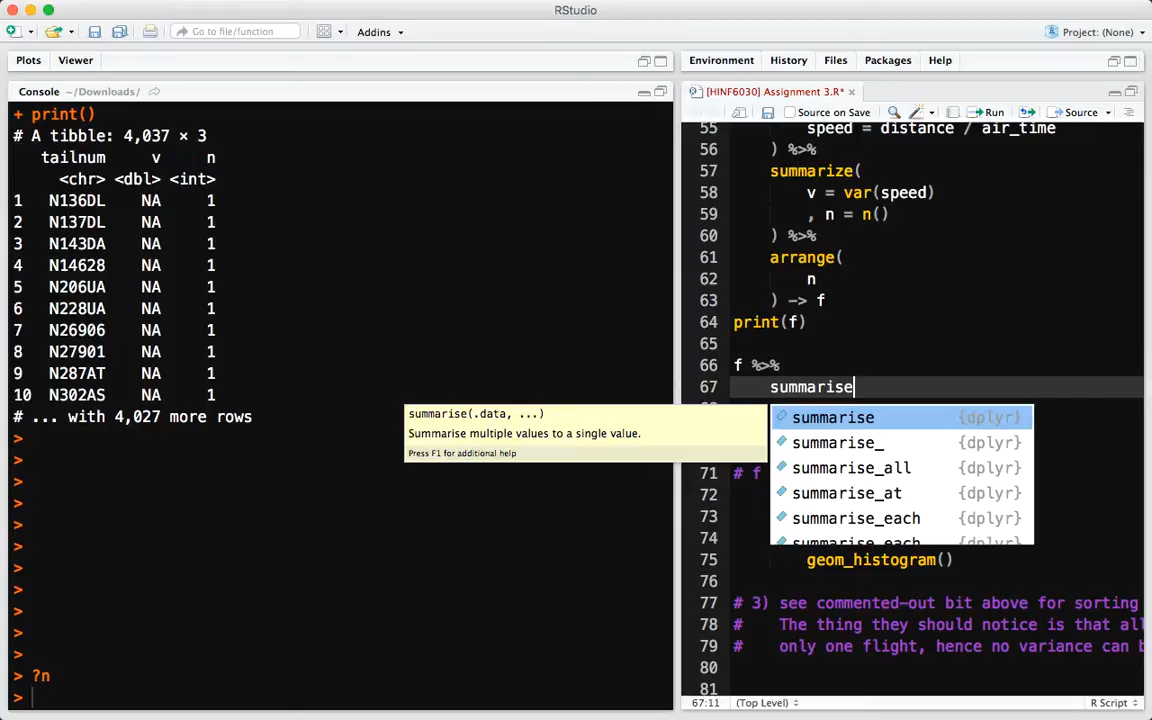 RStudio
Go to file/function
Addins
Project: (None)
Plots Viewer
Environment History Files Packages Help
Console ~/Downloads/
+ print()
# A tibble: 4,037 × 3
tailnum v n
<chr> <dbl> <int>
1 N136DL NA 1
2 N137DL NA 1
3 N143DA NA 1
4 N14628 NA 1
5 N206UA NA 1
6 N228UA NA 1
7 N26906 NA 1
8 N27901 NA 1
9 N287AT NA 1
10 N302AS NA 1
# ... with 4,027 more rows
>
>
>
>
>
>
>
>
>
>
>
> ?n
>
[HINF6030] Assignment 3.R*
Source on Save Run Source
55 speed = distance / air_time
56 ) %>%
57 summarize(
58 v = var(speed)
59 , n = n()
60 ) %>%
61 arrange(
62 n
63 ) -> f
64 print(f)
65
66 f %>%
67 summarise
summarise(.data, ...)
Summarise multiple values to a single value.
Press F1 for additional help
summarise {dplyr}
summarise_ {dplyr}
summarise_all {dplyr}
summarise_at {dplyr}
summarise_each {dplyr}
summarise_each {dplyr}
71 # f
72
73
74
75 geom_histogram()
76
77 # 3) see commented-out bit above for sorting
78 # The thing they should notice is that al
79 # only one flight, hence no variance can b
80
81
67:11 (Top Level) R Script